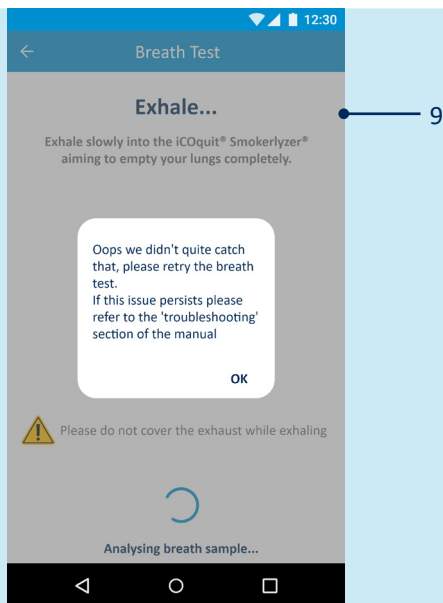 12:30
Breath Test
Exhale...
9
Exhale slowly into the iCOquit® Smokerlyzer®
aiming to empty your lungs completely.
Oops we didn't quite catch
that, please retry the breath
test.
If this issue persists please
refer to the 'troubleshooting'
section of the manual
OK
Please do not cover the exhaust while exhaling
Analysing breath sample...